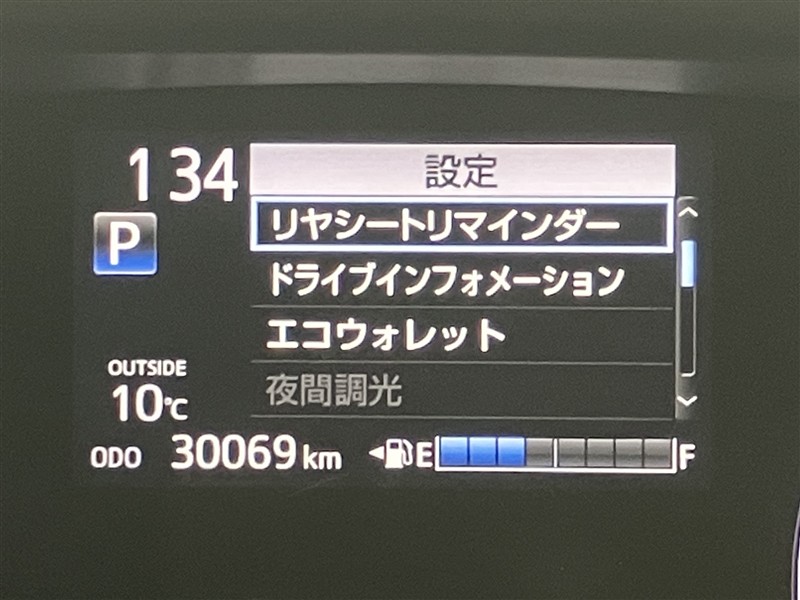 134
設定
リヤシートリマインダー
P
ドライブインフォメーション
エコウォレット
OUTSIDE
10℃
夜間調光
ODO 30069 km E F